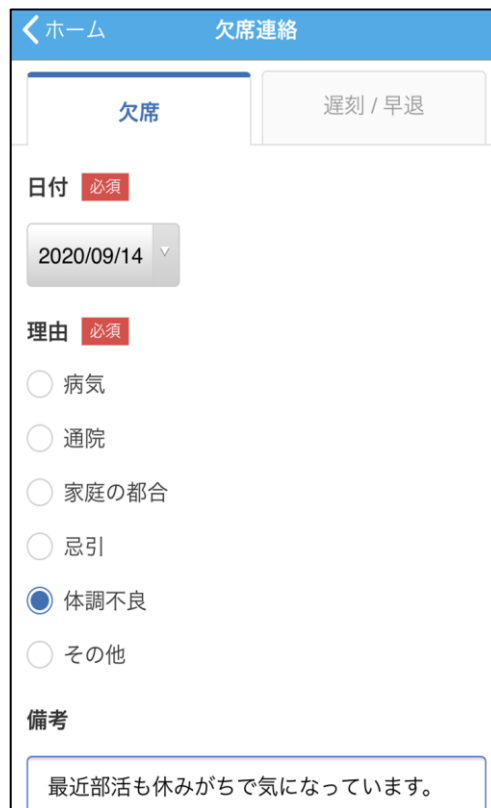 ホーム 欠席連絡
欠席 遅刻 / 早退
日付 必須
2020/09/14
理由 必須
病気
通院
家庭の都合
忌引
体調不良
その他
備考
最近部活も休みがちで気になっています。